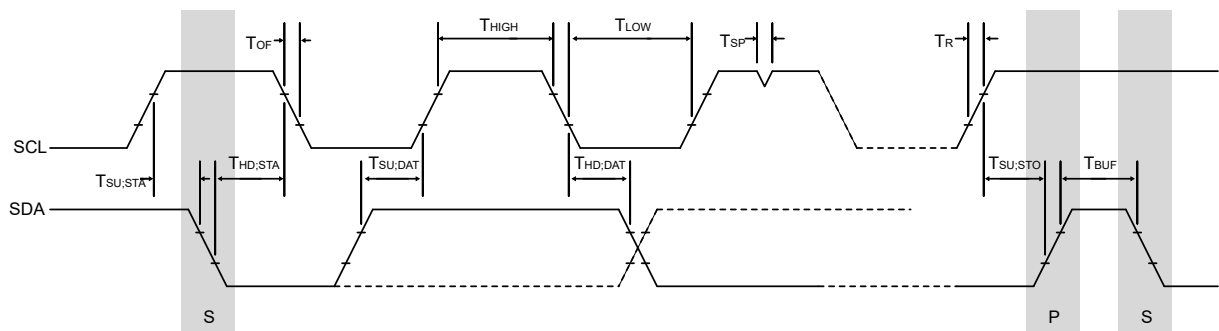 THIGH
TLOW
TOF
TSP
TR
SCL
THD;STA
TSU;DAT
THD;DAT
TSU;STO
TBUF
TSU;STA
SDA
S
P
S